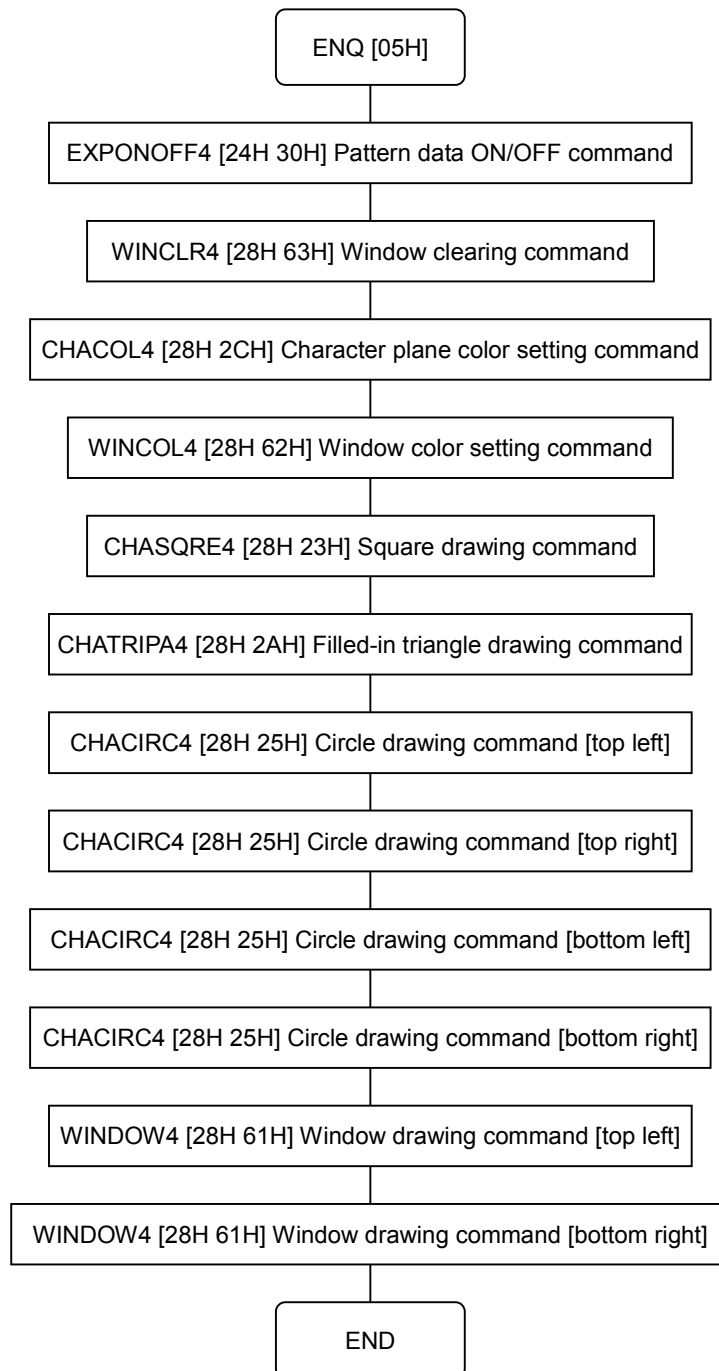 ENQ [05H]
EXPONOFF4 [24H 30H] Pattern data ON/OFF command
WINCLR4 [28H 63H] Window clearing command
CHACOL4 [28H 2CH] Character plane color setting command
WINCOL4 [28H 62H] Window color setting command
CHASQRE4 [28H 23H] Square drawing command
CHATRIPA4 [28H 2AH] Filled-in triangle drawing command
CHACIRC4 [28H 25H] Circle drawing command [top left]
CHACIRC4 [28H 25H] Circle drawing command [top right]
CHACIRC4 [28H 25H] Circle drawing command [bottom left]
CHACIRC4 [28H 25H] Circle drawing command [bottom right]
WINDOW4 [28H 61H] Window drawing command [top left]
WINDOW4 [28H 61H] Window drawing command [bottom right]
END